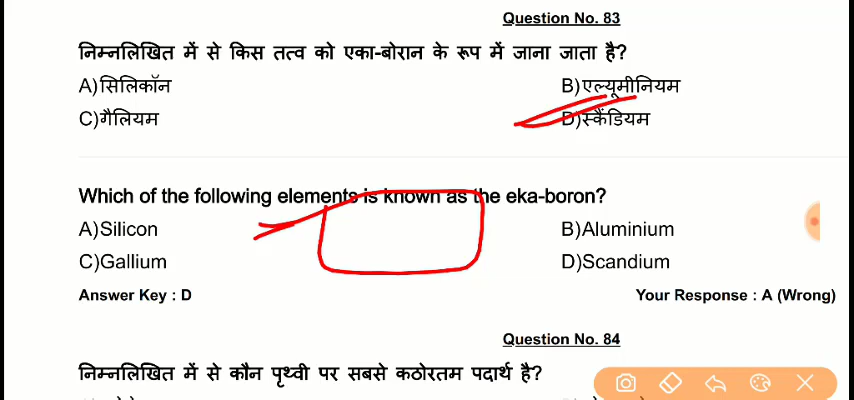 Question No. 83
निम्नलिखित में से किस तत्व को एका-बोरान के रूप में जाना जाता है?
A)सिलिकॉन B)एल्यूमीनियम
C)गैलियम D)स्कैंडियम
Which of the following elements is known as the eka-boron?
A)Silicon B)Aluminium
C)Gallium D)Scandium
Answer Key : D Your Response : A (Wrong)
Question No. 84
निम्नलिखित में से कौन पृथ्वी पर सबसे कठोरतम पदार्थ है?